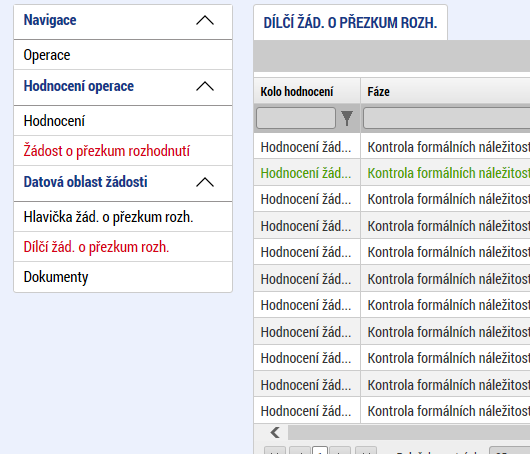 Navigace
Operace
Hodnocení operace
Hodnocení
Žádost o přezkum rozhodnutí
Datová oblast žádosti
Hlavička žád. o přezkum rozh.
Dílčí žád. o přezkum rozh.
Dokumenty
DÍLČÍ ŽÁD. O PŘEZKUM ROZH.
Kolo hodnocení Fáze
Hodnocení žád... Kontrola formálních náležitost
Hodnocení žád... Kontrola formálních náležitost
Hodnocení žád... Kontrola formálních náležitost
Hodnocení žád... Kontrola formálních náležitost
Hodnocení žád... Kontrola formálních náležitost
Hodnocení žád... Kontrola formálních náležitost
Hodnocení žád... Kontrola formálních náležitost
Hodnocení žád... Kontrola formálních náležitost
Hodnocení žád... Kontrola formálních náležitost
Hodnocení žád... Kontrola formálních náležitost
Hodnocení žád... Kontrola formálních náležitost